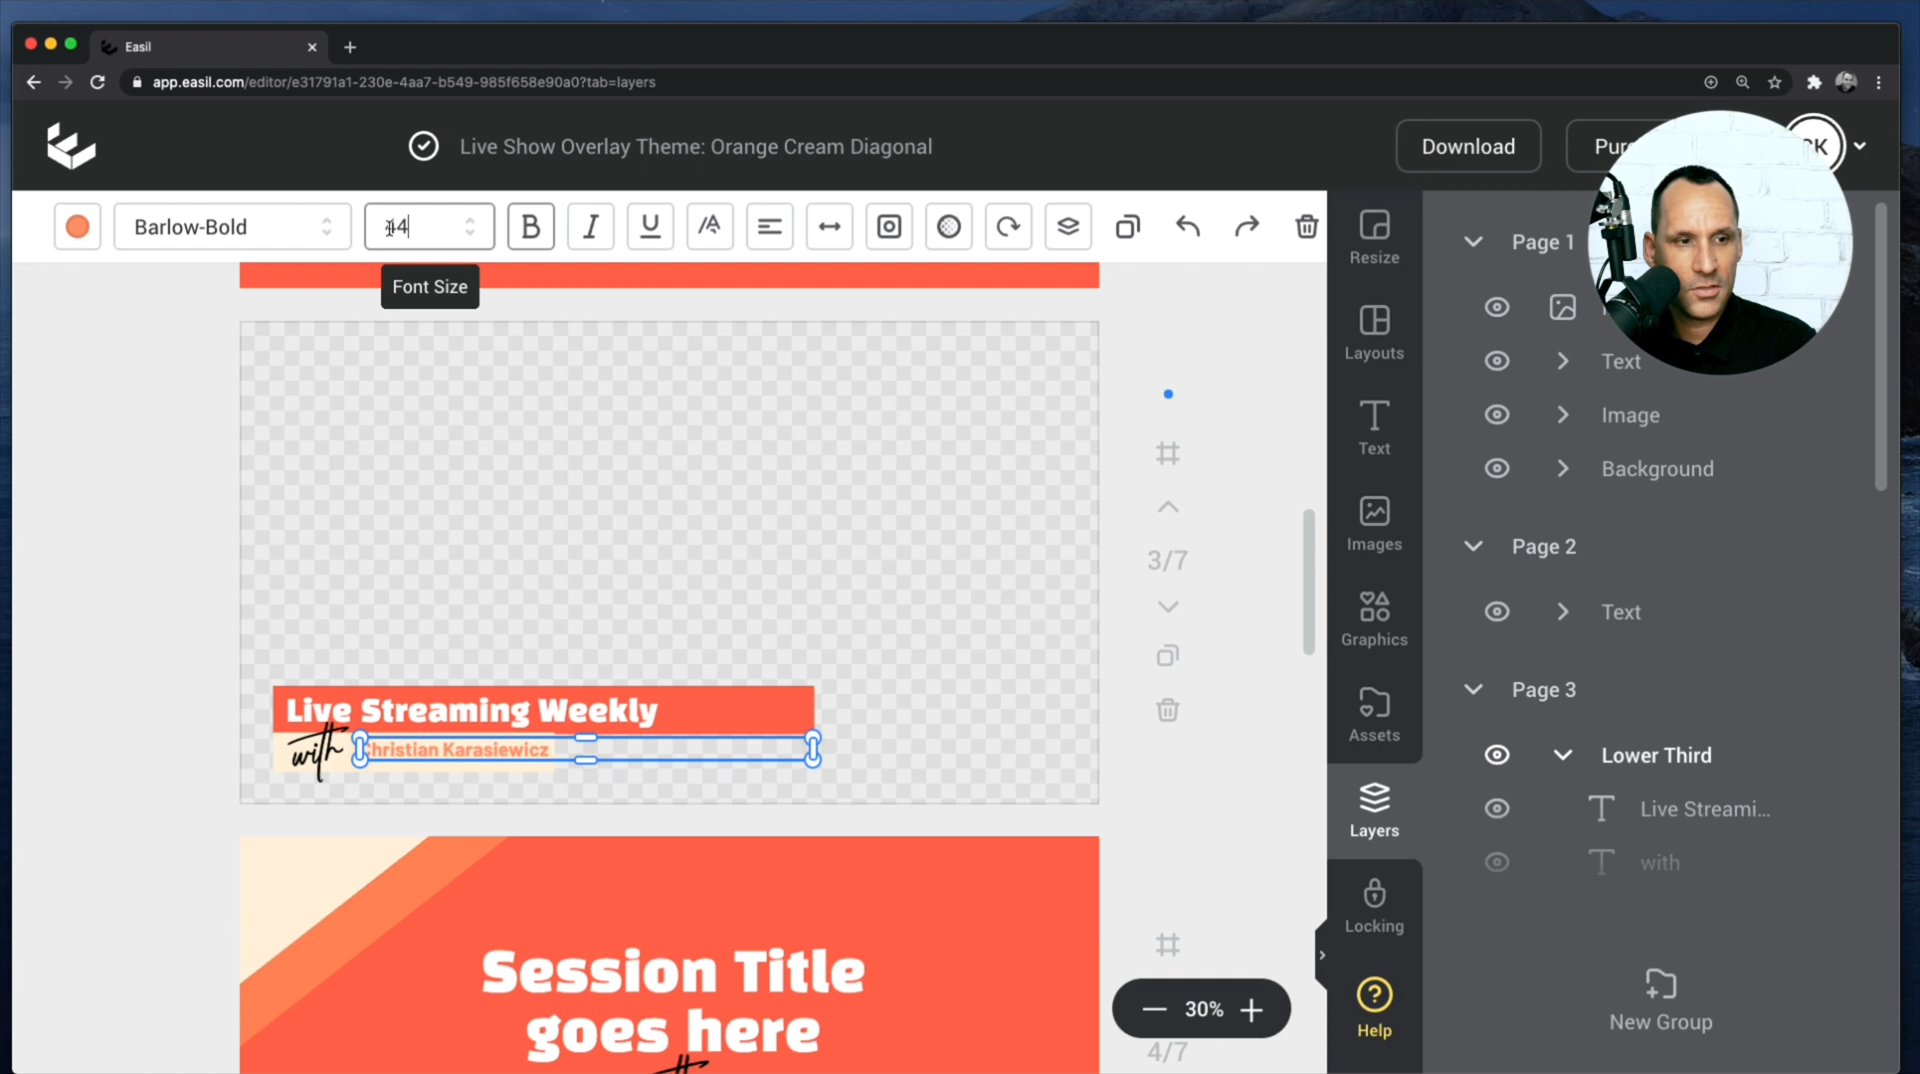 Easil
app.easil.com/editor/e31791a1-230e-4aa7-b549-985f658e90a0?tab=layers
Live Show Overlay Theme: Orange Cream Diagonal
Download
K
Barlow-Bold
Font Size
Live Streaming Weekly
with
Christian Karasiewicz
Session Title
goes here
3/7
4/7
30%
Resize
Layouts
Text
Images
Graphics
Assets
Layers
Locking
Help
Page 1
Text
Image
Background
Page 2
Text
Page 3
Lower Third
Live Streami...
with
New Group